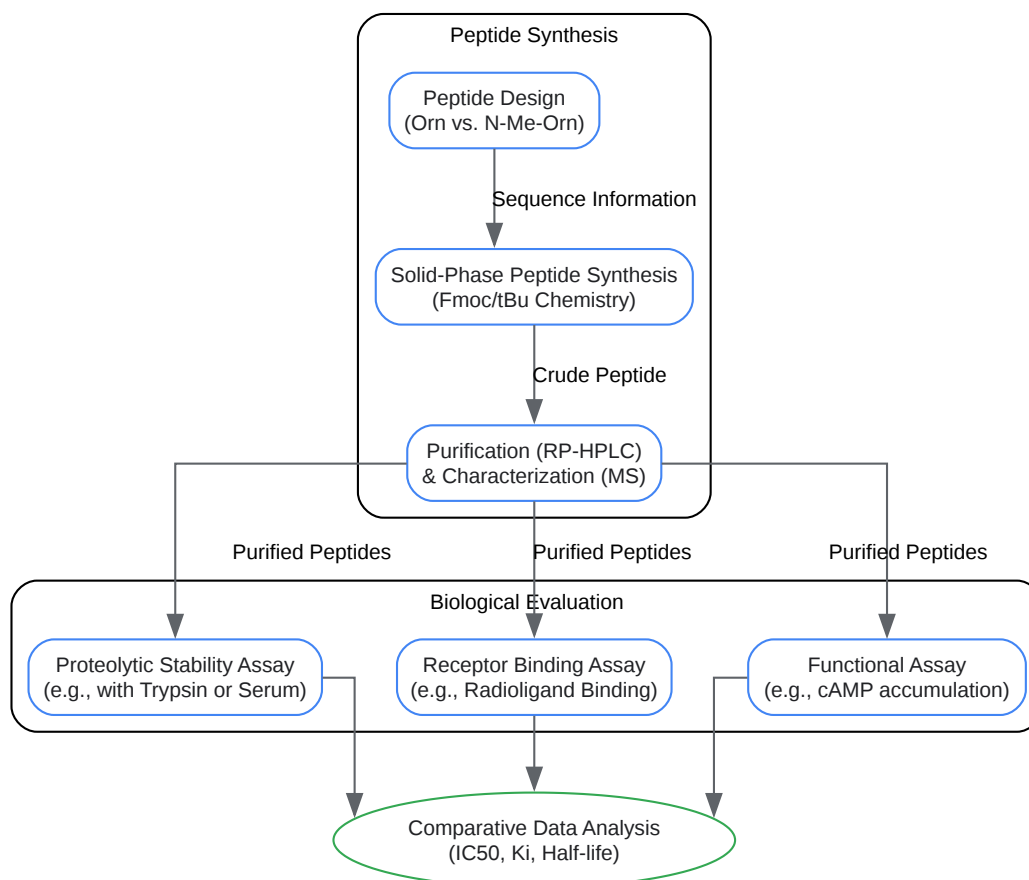 Peptide Synthesis
Peptide Design
(Orn vs. N-Me-Orn)
Sequence Information
Solid-Phase Peptide Synthesis
(Fmoc/tBu Chemistry)
Crude Peptide
Purification (RP-HPLC)
& Characterization (MS)
Purified Peptides
Purified Peptides
Purified Peptides
Biological Evaluation
Proteolytic Stability Assay
(e.g., with Trypsin or Serum)
Receptor Binding Assay
(e.g., Radioligand Binding)
Functional Assay
(e.g., cAMP accumulation)
Comparative Data Analysis
(IC50, Ki, Half-life)